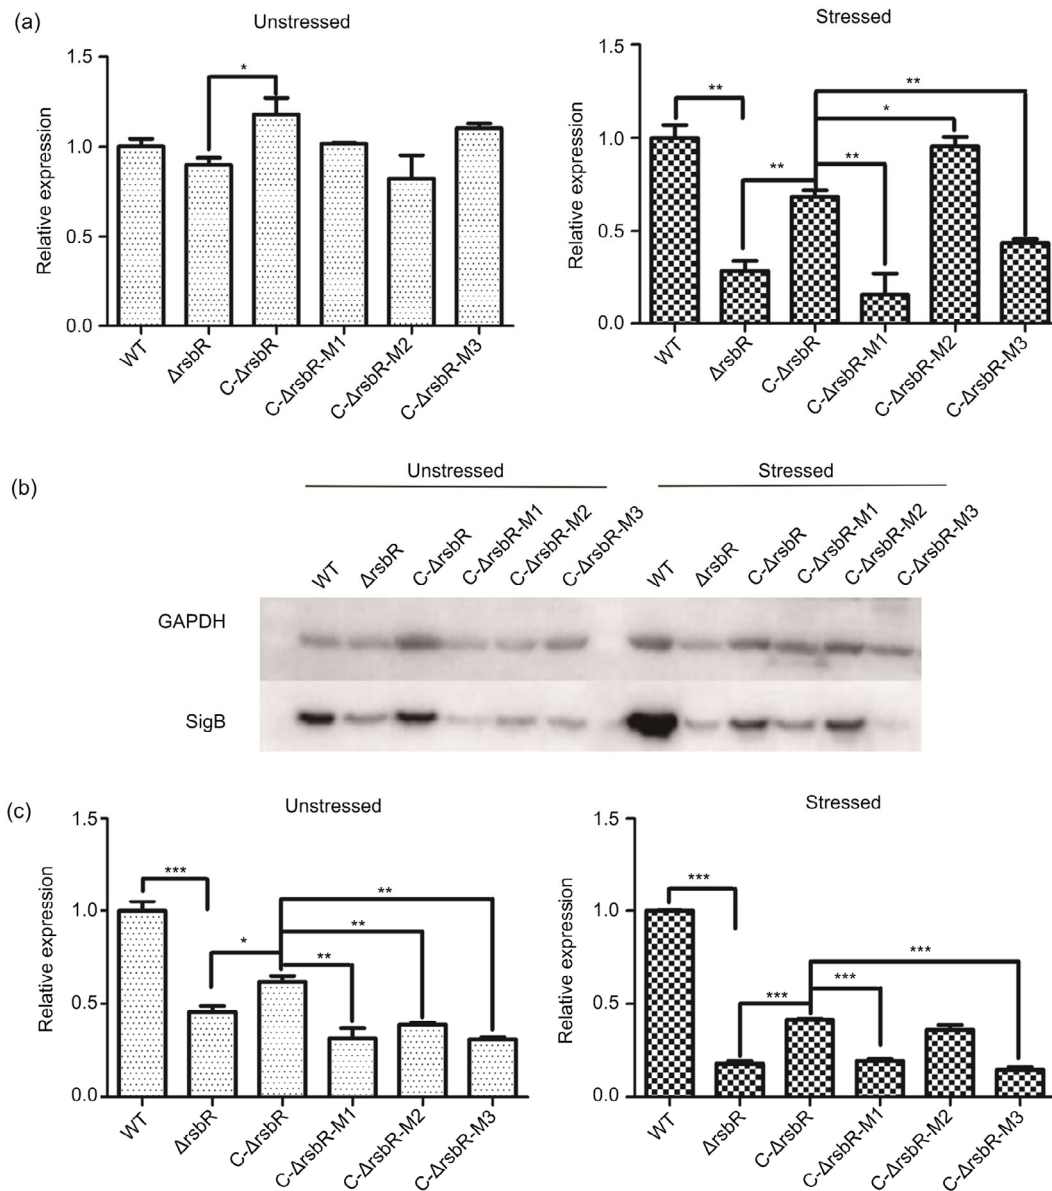 (a)
Unstressed
Relative expression
1.5
1.0
0.5
0.0
*
WT
ΔrsbR
C-ΔrsbR
C-ΔrsbR-M1
C-ΔrsbR-M2
C-ΔrsbR-M3
Stressed
Relative expression
1.5
1.0
0.5
0.0
**
**
**
*
**
WT
ΔrsbR
C-ΔrsbR
C-ΔrsbR-M1
C-ΔrsbR-M2
C-ΔrsbR-M3
(b)
Unstressed
Stressed
WT
ΔrsbR
C-ΔrsbR
C-ΔrsbR-M1
C-ΔrsbR-M2
C-ΔrsbR-M3
WT
ΔrsbR
C-ΔrsbR
C-ΔrsbR-M1
C-ΔrsbR-M2
C-ΔrsbR-M3
GAPDH
SigB
(c)
Unstressed
Relative expression
1.5
1.0
0.5
0.0
***
*
**
**
**
WT
ΔrsbR
C-ΔrsbR
C-ΔrsbR-M1
C-ΔrsbR-M2
C-ΔrsbR-M3
Stressed
Relative expression
1.5
1.0
0.5
0.0
***
***
***
***
WT
ΔrsbR
C-ΔrsbR
C-ΔrsbR-M1
C-ΔrsbR-M2
C-ΔrsbR-M3